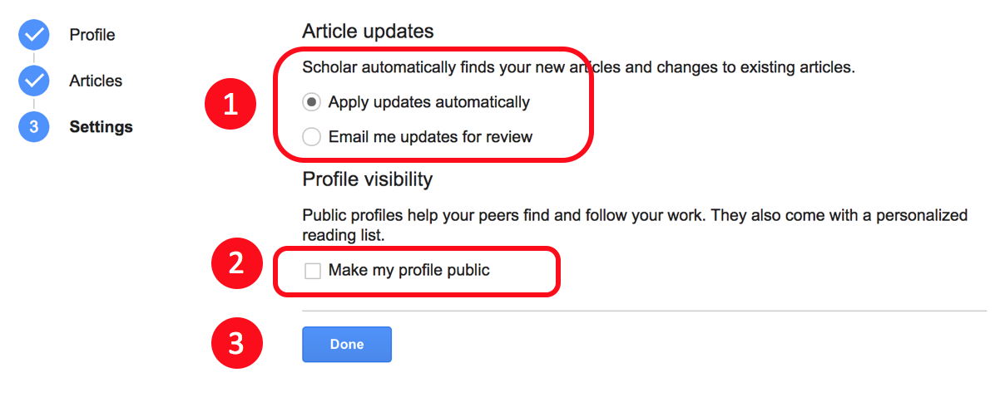 Profile
Articles
3 Settings
Article updates
1
Scholar automatically finds your new articles and changes to existing articles.
Apply updates automatically
Email me updates for review
Profile visibility
Public profiles help your peers find and follow your work. They also come with a personalized
reading list.
2
Make my profile public
3
Done